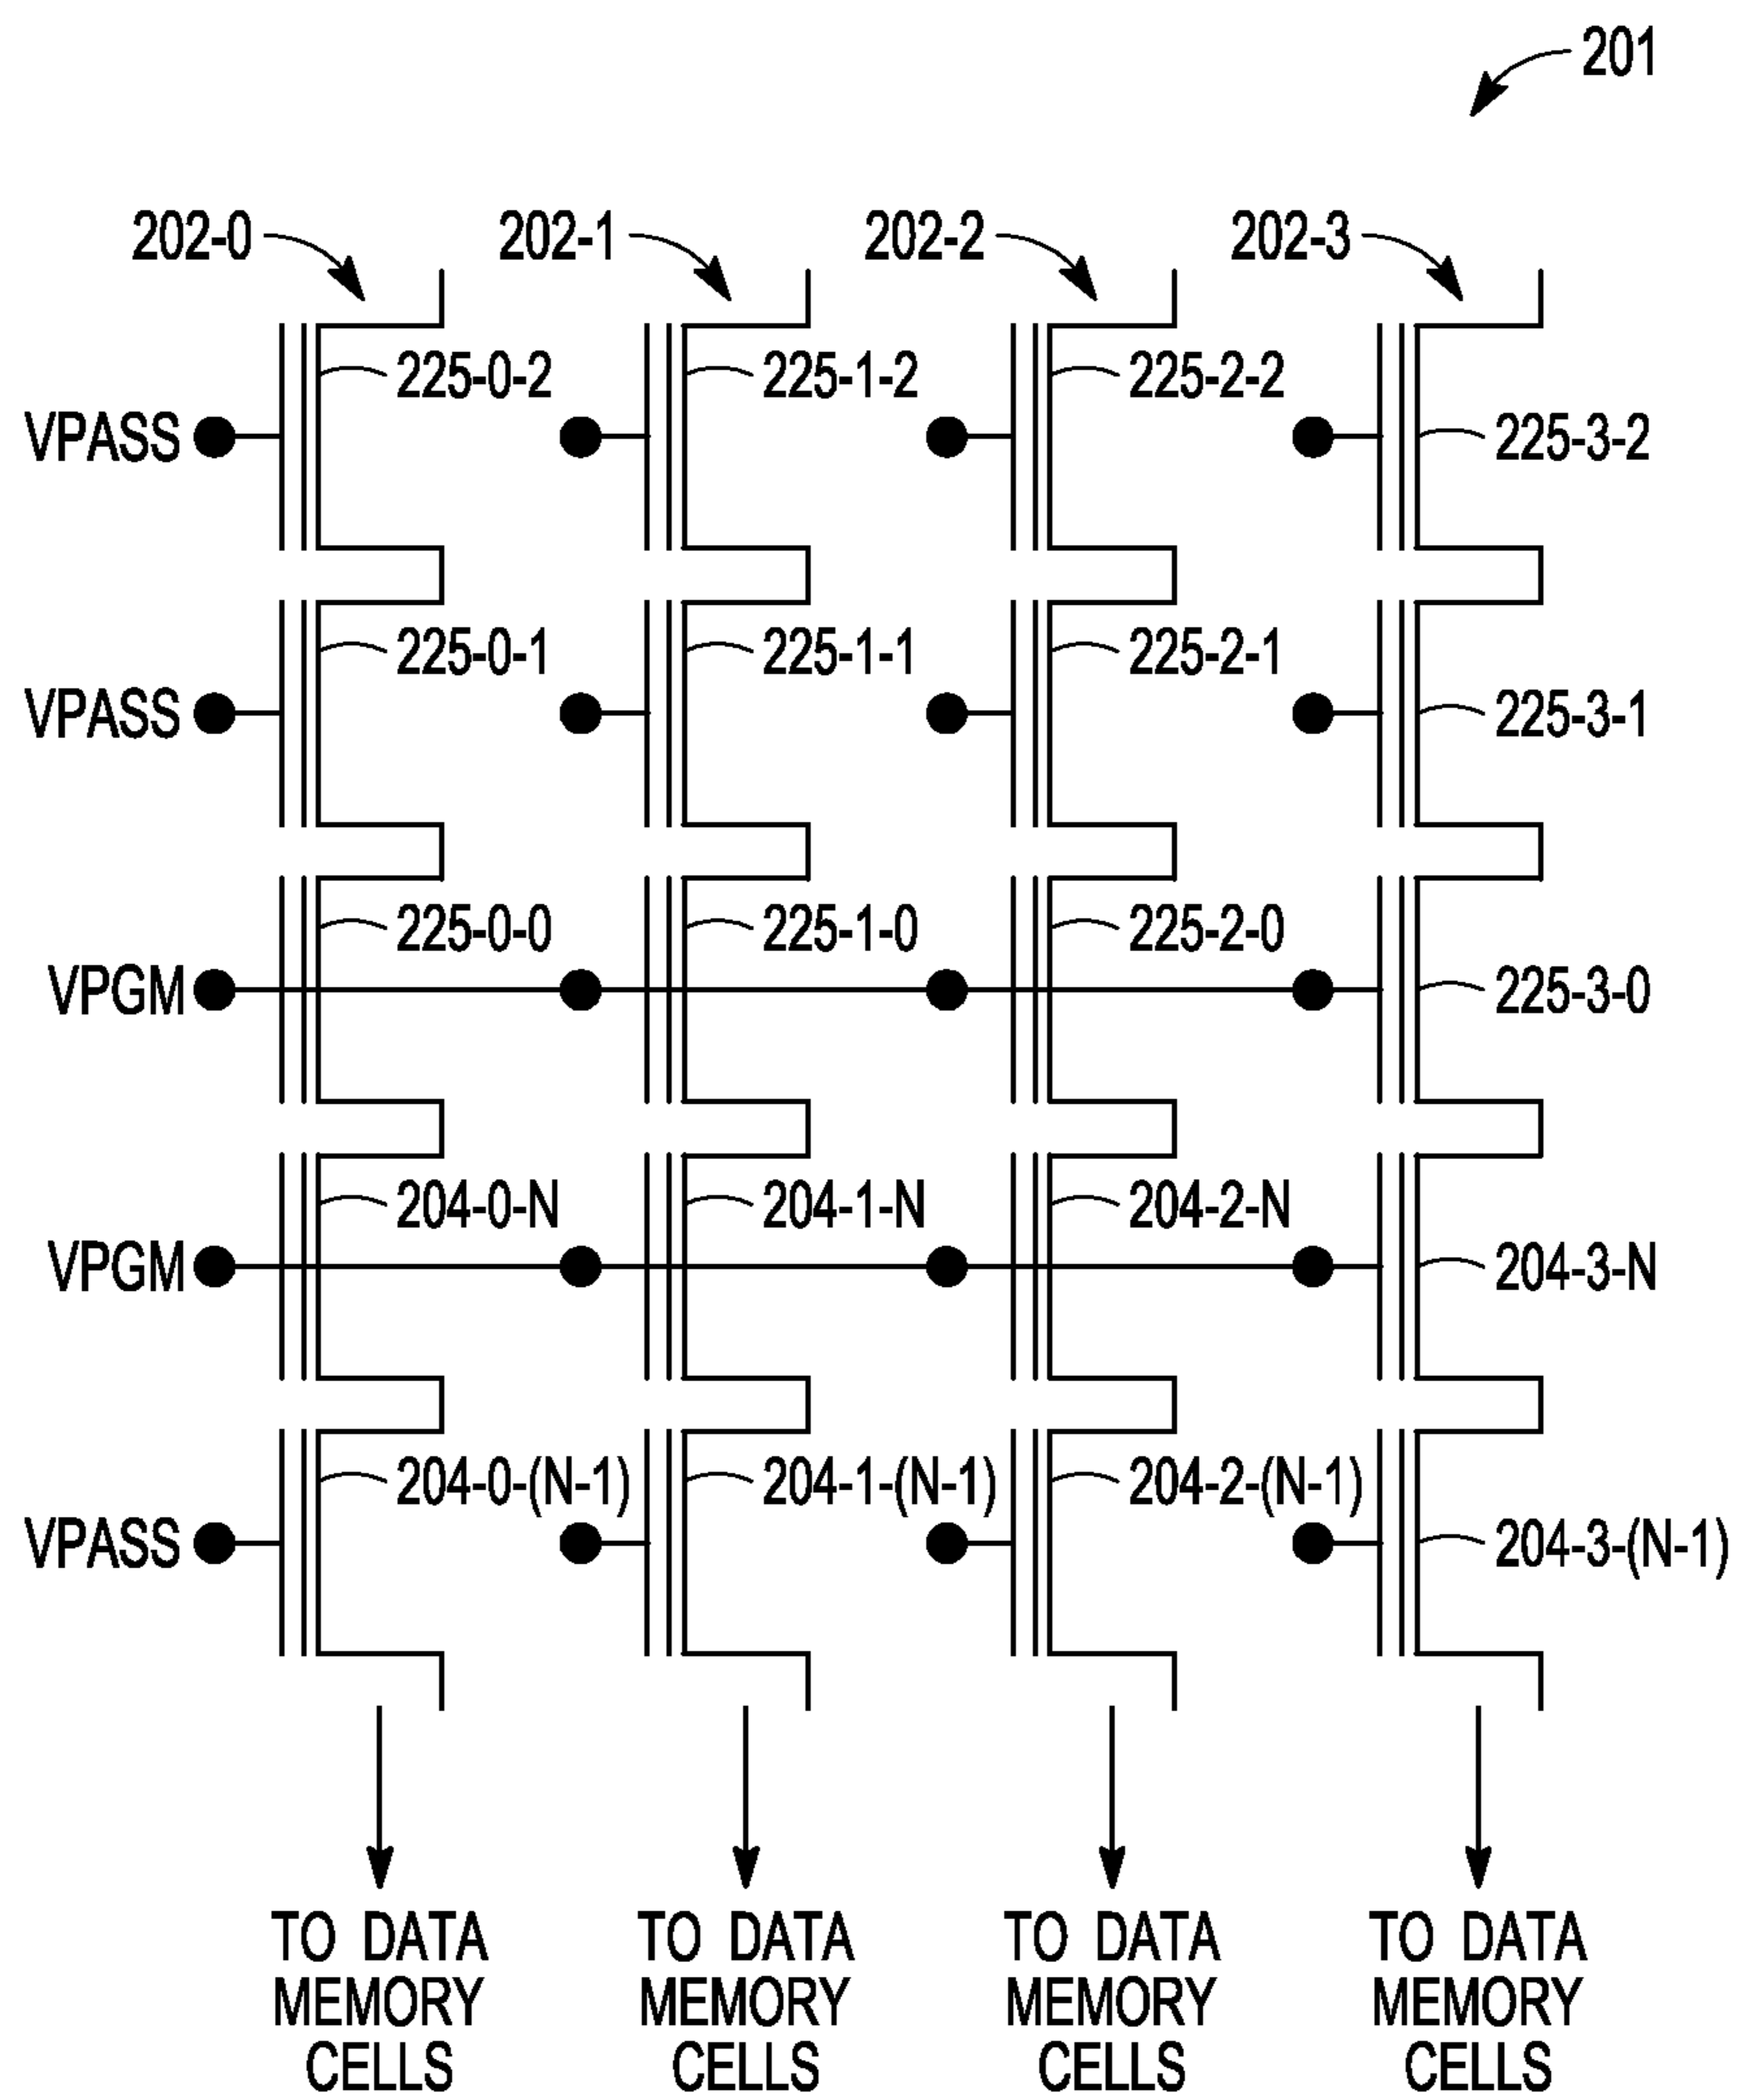 201
202-0 202-1 202-2 202-3
225-0-2 225-1-2 225-2-2
VPASS 225-3-2
225-0-1 225-1-1 225-2-1
VPASS 225-3-1
225-0-0 225-1-0 225-2-0
VPGM 225-3-0
204-0-N 204-1-N 204-2-N
VPGM 204-3-N
204-0-(N-1) 204-1-(N-1) 204-2-(N-1)
VPASS 204-3-(N-1)
TO DATA TO DATA TO DATA TO DATA
MEMORY MEMORY MEMORY MEMORY
CELLS CELLS CELLS CELLS